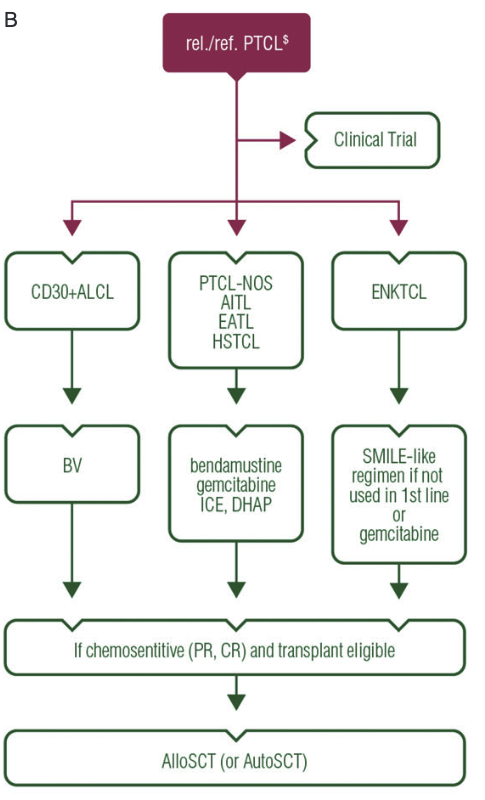 B
rel./ref. PTCL$
Clinical Trial
CD30+ALCL
PTCL-NOS
AITL
EATL
HSTCL
ENKTCL
BV
bendamustine
gemcitabine
ICE, DHAP
SMILE-like
regimen if not
used in 1st line
or
gemcitabine
If chemosentitive (PR, CR) and transplant eligible
AlloSCT (or AutoSCT)